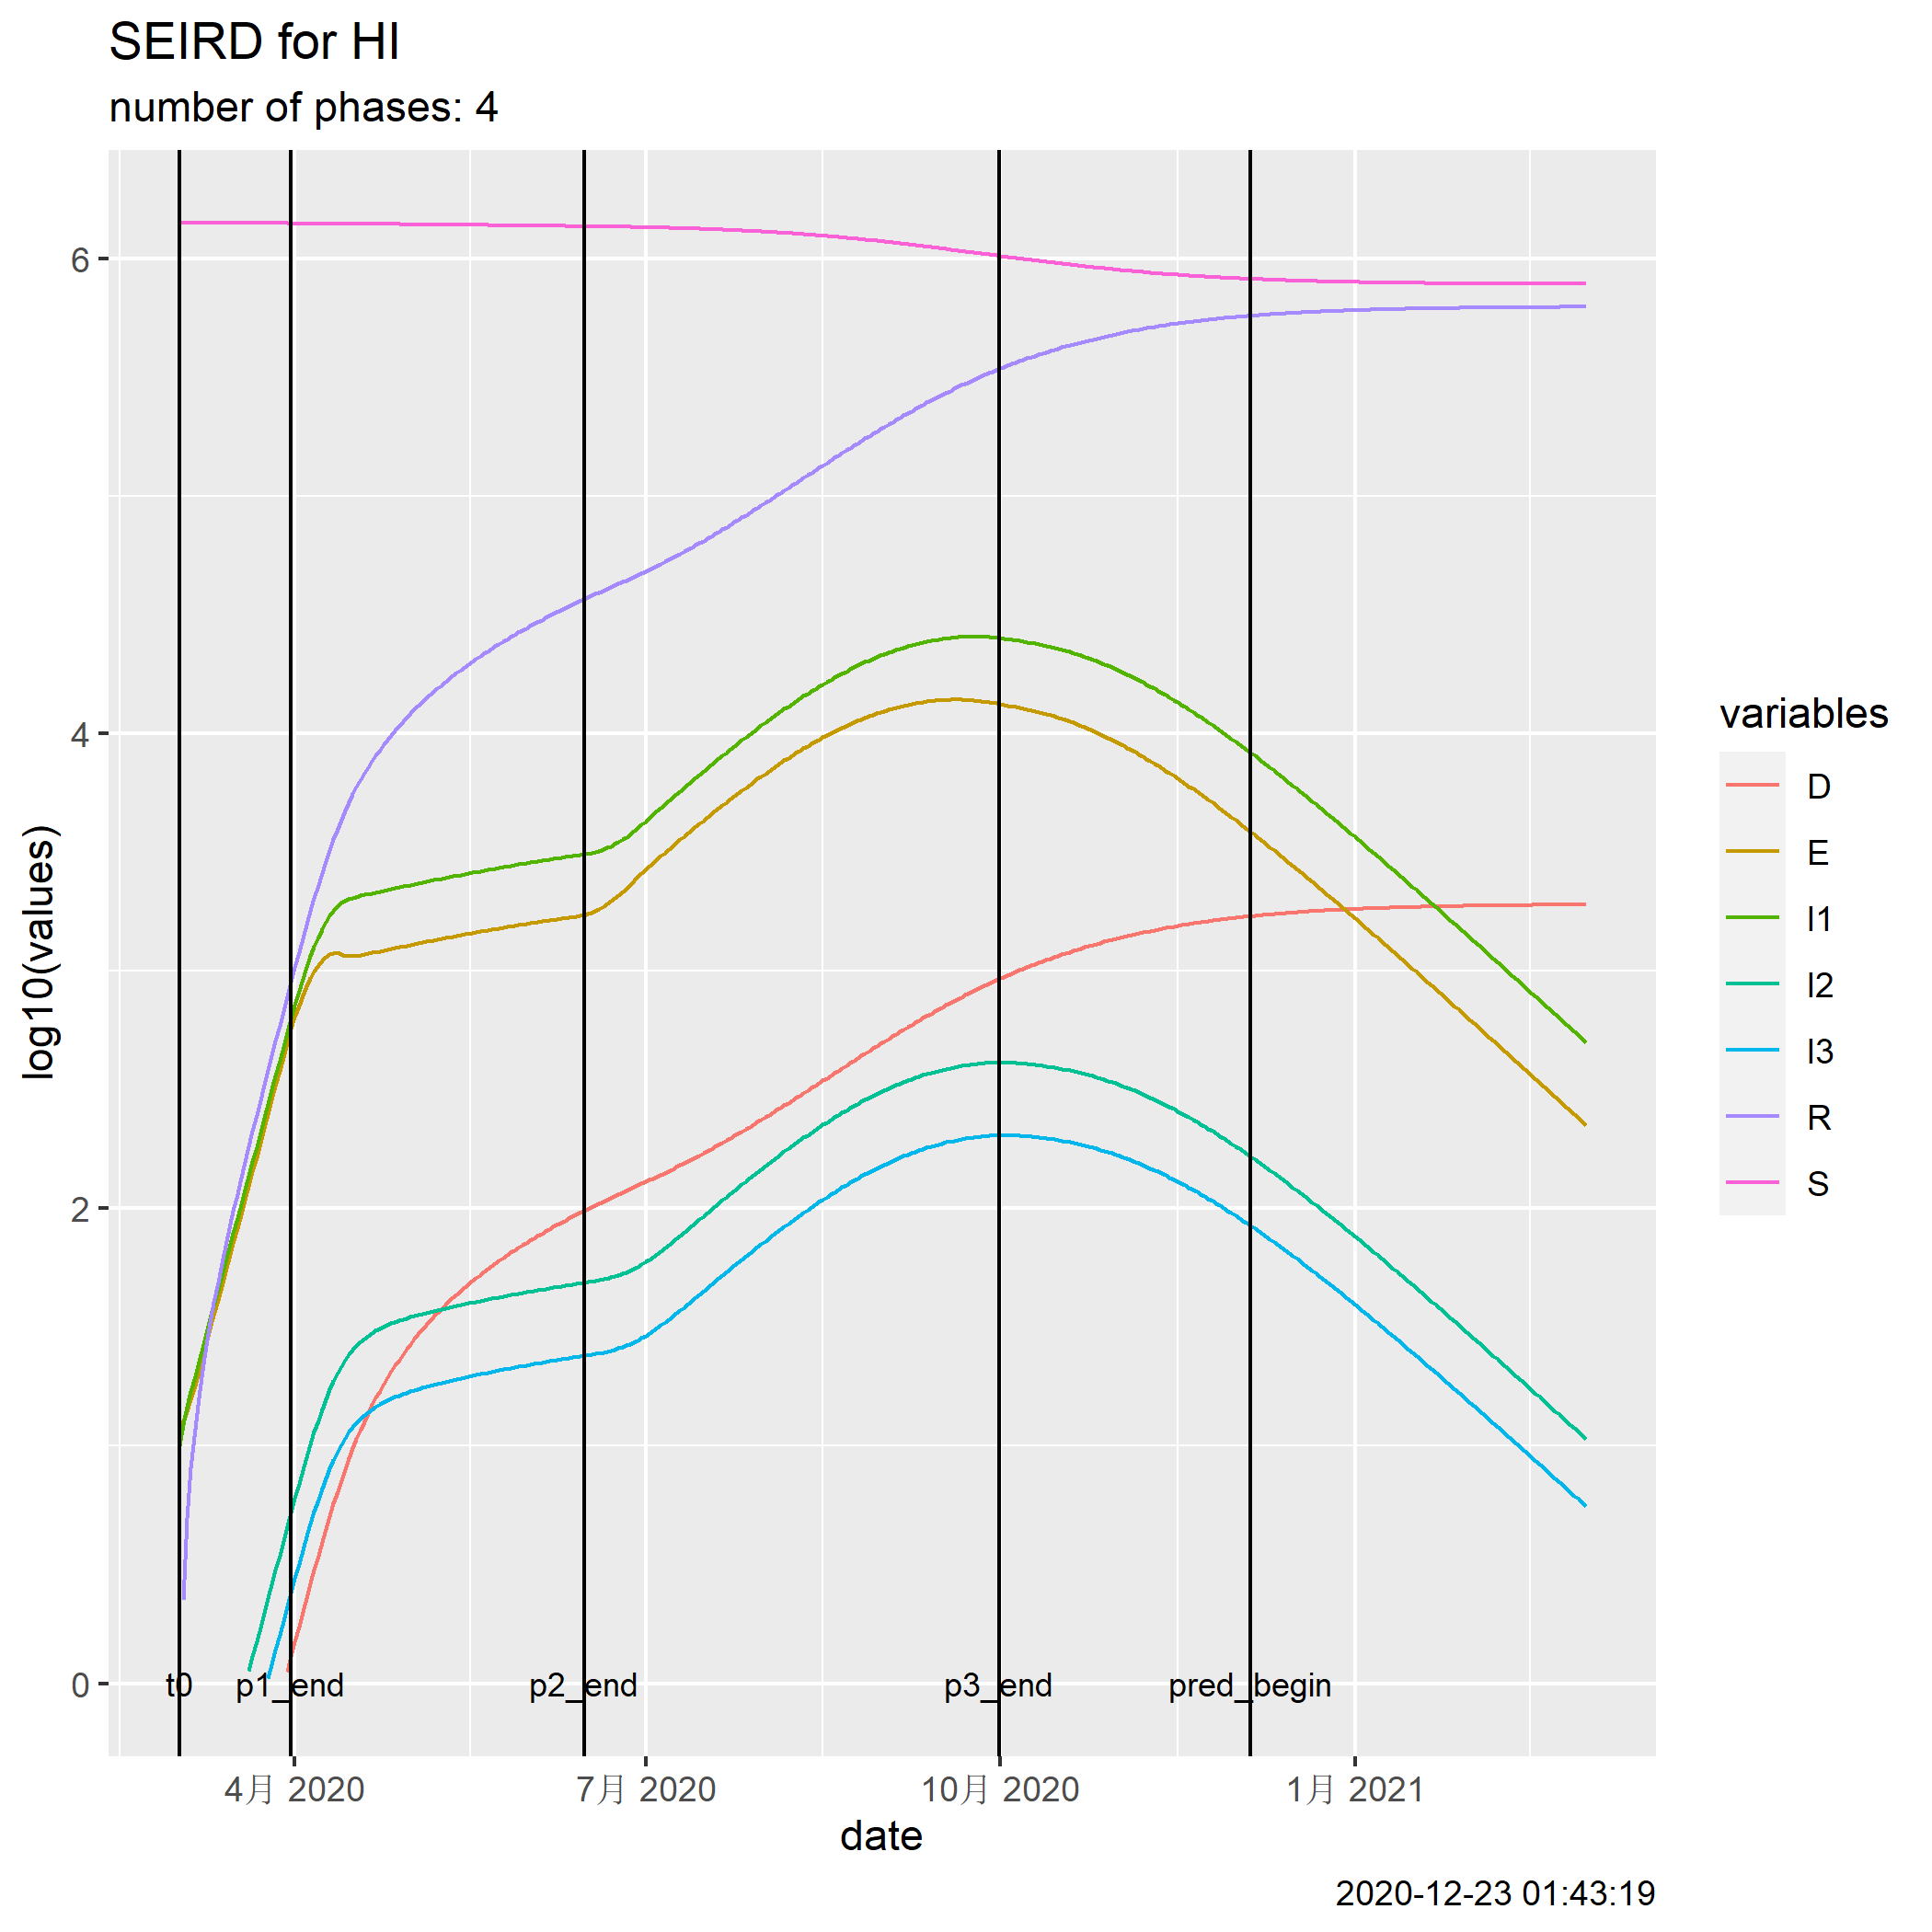 SEIRD for HI
number of phases: 4
log10(values)
6
4
2
0
t0
p1_end
p2_end
p3_end
pred_begin
4月 2020
7月 2020
10月 2020
1月 2021
date
variables
D
E
I1
I2
I3
R
S
2020-12-23 01:43:19